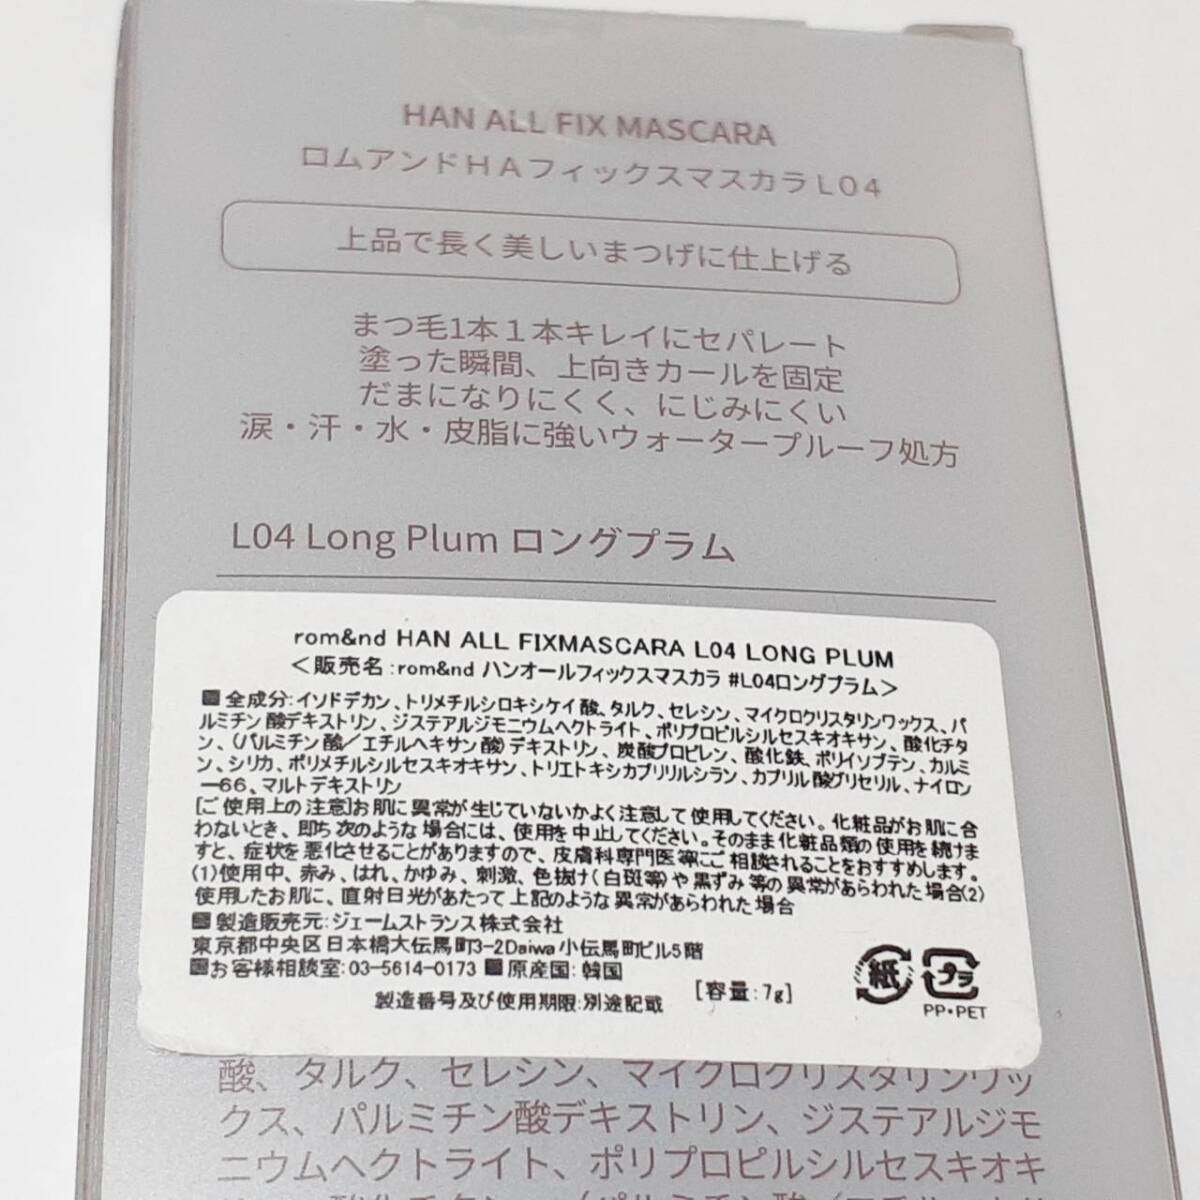 HAN ALL FIX MASCARA
ロムアンドＨＡフィックスマスカラＬ０４
上品で長く美しいまつげに仕上げる
まつ毛1本１本キレイにセパレート
塗った瞬間、上向きカールを固定
だまになりにくく、にじみにくい
涙・汗・水・皮脂に強いウォータープルーフ処方
L04 Long Plum ロングプラム
rom&nd HAN ALL FIXMASCARA L04 LONG PLUM
＜販売名:rom&nd ハンオールフィックスマスカラ #L04ロングプラム＞
■全成分:イソドデカン、トリメチルシロキシケイ酸、タルク、セレシン、マイクロクリスタリンワックス、パ
ルミチン酸デキストリン、ジステアルジモニウムヘクトライト、ポリプロピルシルセスキオキサン、酸化チタ
ン、(パルミチン酸／エチルヘキサン酸)デキストリン、炭酸プロピレン、酸化鉄、ポリイソブテン、カルミ
ン、シリカ、ポリメチルシルセスキオキサン、トリエトキシカプリリルシラン、カプリル酸グリセリル、ナイロン
ー66、マルトデキストリン
[ご使用上の注意]お肌に異常が生じていないかよく注意して使用してください。化粧品がお肌に合
わないとき、即ち次のような場合には、使用を中止してください。そのまま化粧品類の使用を続けま
すと、症状を悪化させることがありますので、皮膚科専門医等にご相談されることをおすすめします。
(1)使用中、赤み、はれ、かゆみ、刺激、色抜け(白斑等)や黒ずみ等の異常があらわれた場合(2)
使用したお肌に、直射日光があたって上記のような異常があらわれた場合
■製造販売元:ジェームストランス株式会社
東京都中央区日本橋大伝馬町3-2Daiwa小伝馬町ビル5階
■お客様相談室:03-5614-0173 ■原産国:韓国
製造番号及び使用期限:別途記載 [容量:7g]
紙 プラ
PP・PET
酸、タルク、セレシン、マイクロクリスタリンワッ
クス、パルミチン酸デキストリン、ジステアルジモ
ニウムヘクトライト、ポリプロピルシルセスキオキ